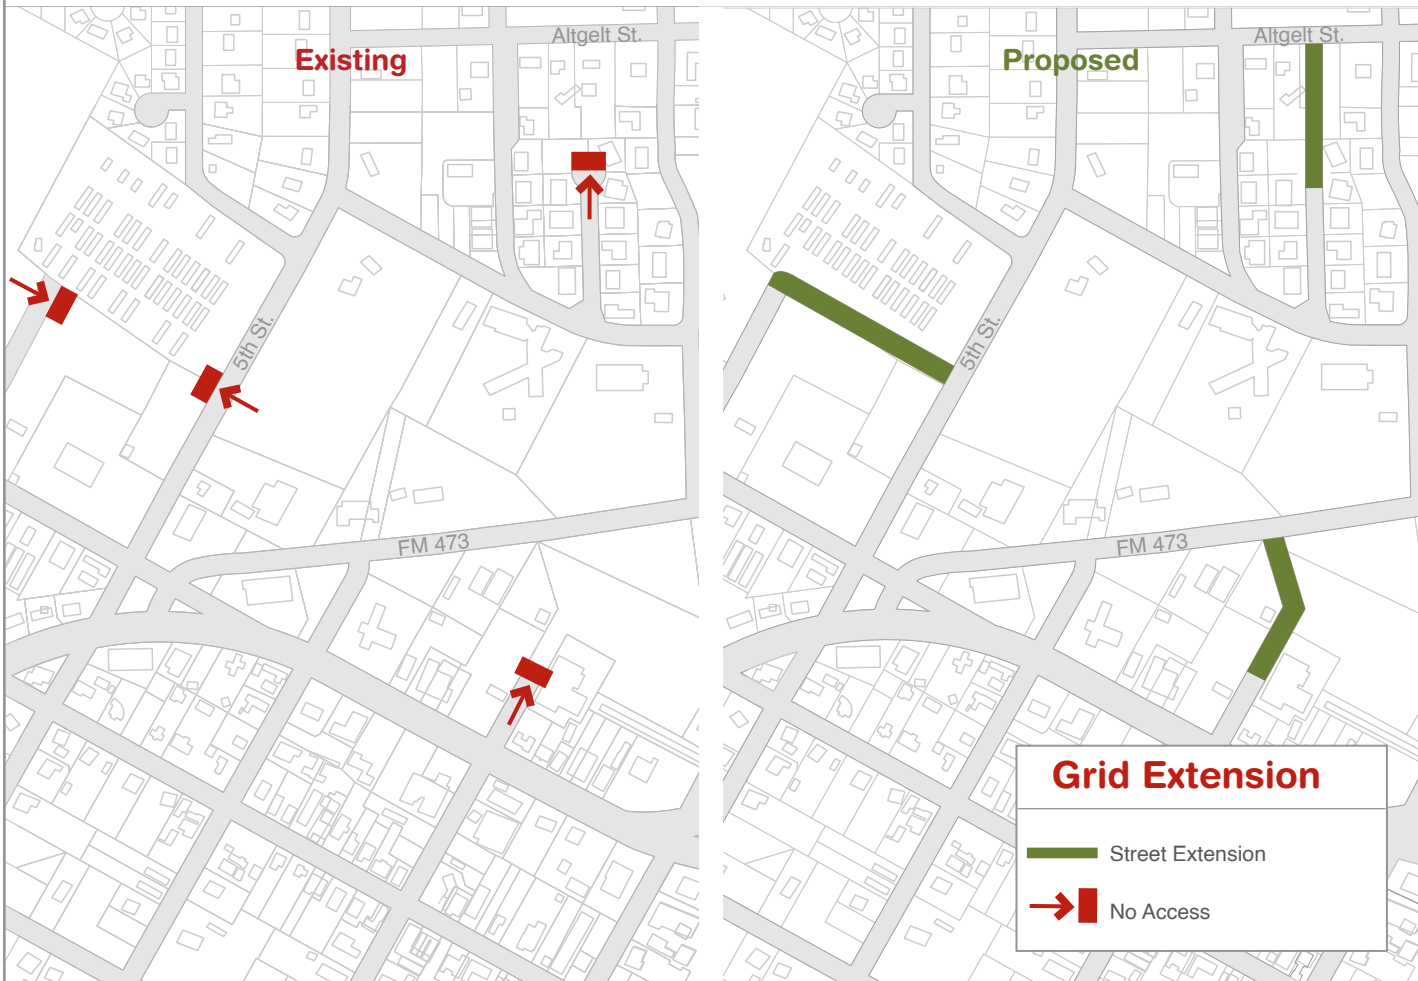 Existing
Altgelt St.
5th St.
FM 473
Proposed
Altgelt St.
5th St.
FM 473
Grid Extension
Street Extension
No Access